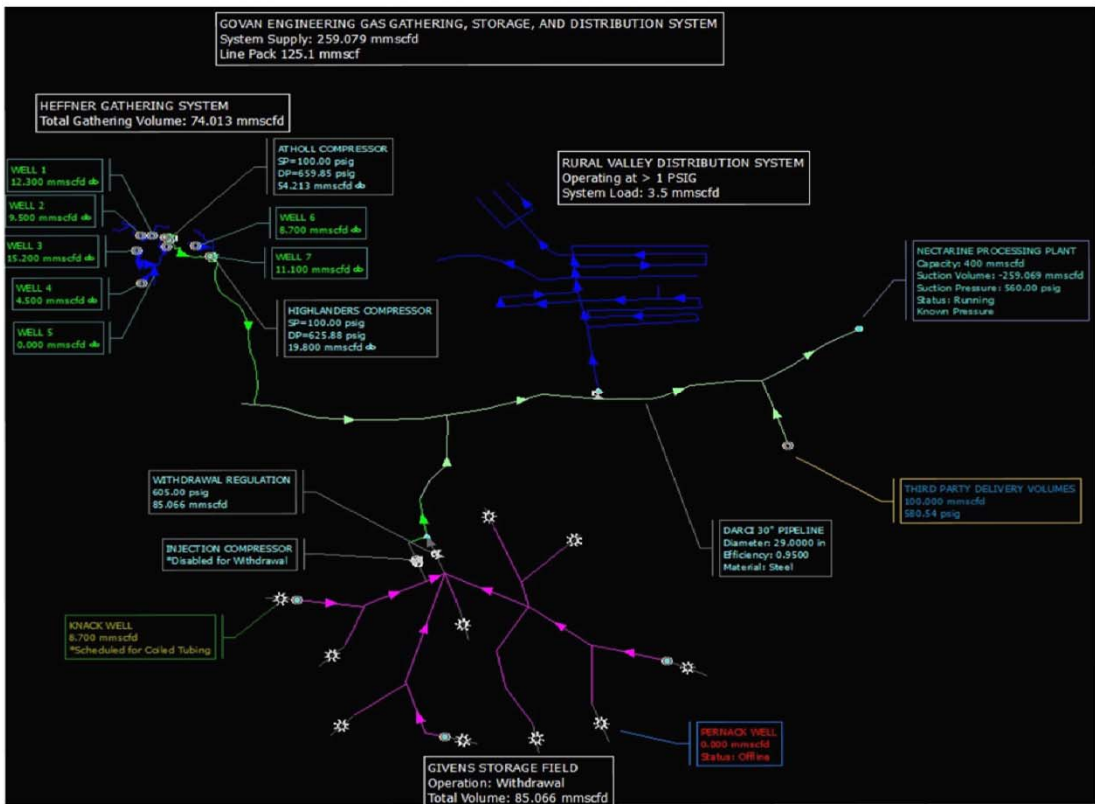 GOVAN ENGINEERING GAS GATHERING, STORAGE, AND DISTRIBUTION SYSTEM
System Supply: 259.079 mmscfd
Line Pack 125.1 mmscf
HEFFNER GATHERING SYSTEM
Total Gathering Volume: 74.013 mmscfd
WELL 1
12.300 mmscfd db
WELL 2
9.500 mmscfd db
WELL 3
15.200 mmscfd db
WELL 4
4.500 mmscfd db
WELL 5
0.000 mmscfd db
ATHOLL COMPRESSOR
SP=100.00 psig
DP=659.85 psig
54.213 mmscfd db
WELL 6
8.700 mmscfd db
WELL 7
11.100 mmscfd db
HIGHLANDERS COMPRESSOR
SP=100.00 psig
DP=625.88 psig
19.800 mmscfd db
RURAL VALLEY DISTRIBUTION SYSTEM
Operating at > 1 PSIG
System Load: 3.5 mmscfd
NECTARINE PROCESSING PLANT
Capacity: 400 mmscfd
Suction Volume: -259.069 mmscfd
Suction Pressure: 560.00 psig
Status: Running
Known Pressure
WITHDRAWAL REGULATION
605.00 psig
85.066 mmscfd
INJECTION COMPRESSOR
*Disabled for Withdrawal
THIRD PARTY DELIVERY VOLUMES
100.000 mmscfd
580.54 psig
DARCI 30" PIPELINE
Diameter: 29.0000 in
Efficiency: 0.9500
Material: Steel
KNACK WELL
8.700 mmscfd
*Scheduled for Coiled Tubing
PERNACK WELL
0.000 mmscfd
Status: Offline
GIVENS STORAGE FIELD
Operation: Withdrawal
Total Volume: 85.066 mmscfd